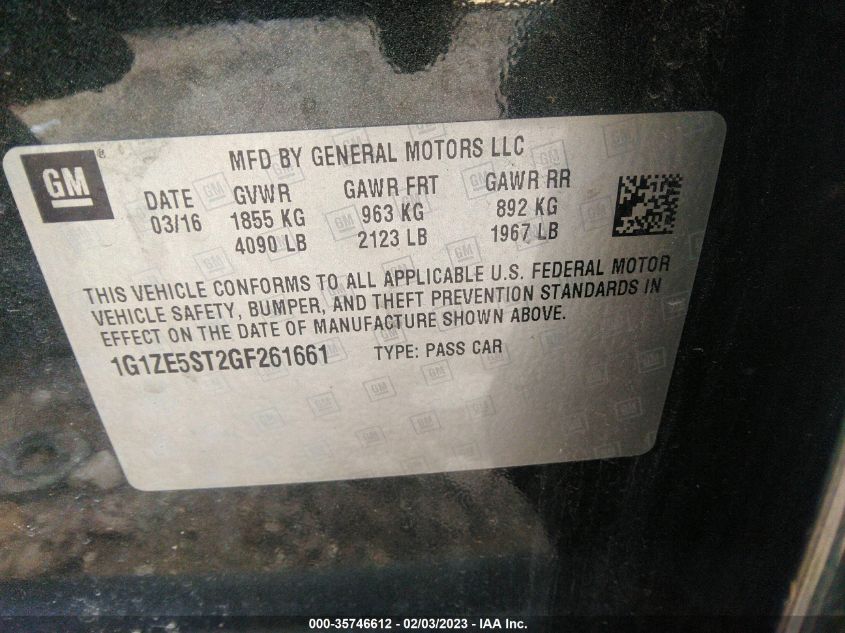 GM ®
MFD BY GENERAL MOTORS LLC
DATE GVWR GAWR FRT GAWR RR
03/16 1855 KG 963 KG 892 KG
4090 LB 2123 LB 1967 LB
THIS VEHICLE CONFORMS TO ALL APPLICABLE U.S. FEDERAL MOTOR
VEHICLE SAFETY, BUMPER, AND THEFT PREVENTION STANDARDS IN
EFFECT ON THE DATE OF MANUFACTURE SHOWN ABOVE.
1G1ZE5ST2GF261661 TYPE: PASS CAR
000-35746612 - 02/03/2023 - IAA Inc.